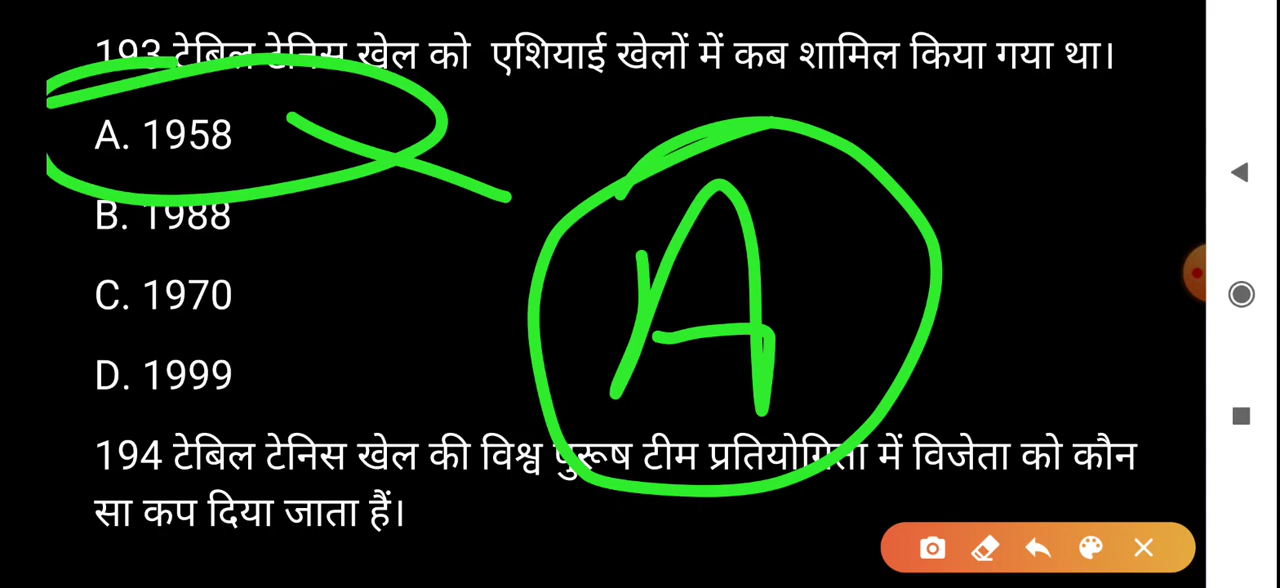 193 टेबिल टेनिस खेल को एशियाई खेलों में कब शामिल किया गया था।
A. 1958
A
B. 1988
C. 1970
D. 1999
194 टेबिल टेनिस खेल की विश्व पुरूष टीम प्रतियोगिता में विजेता को कौन
सा कप दिया जाता हैं।